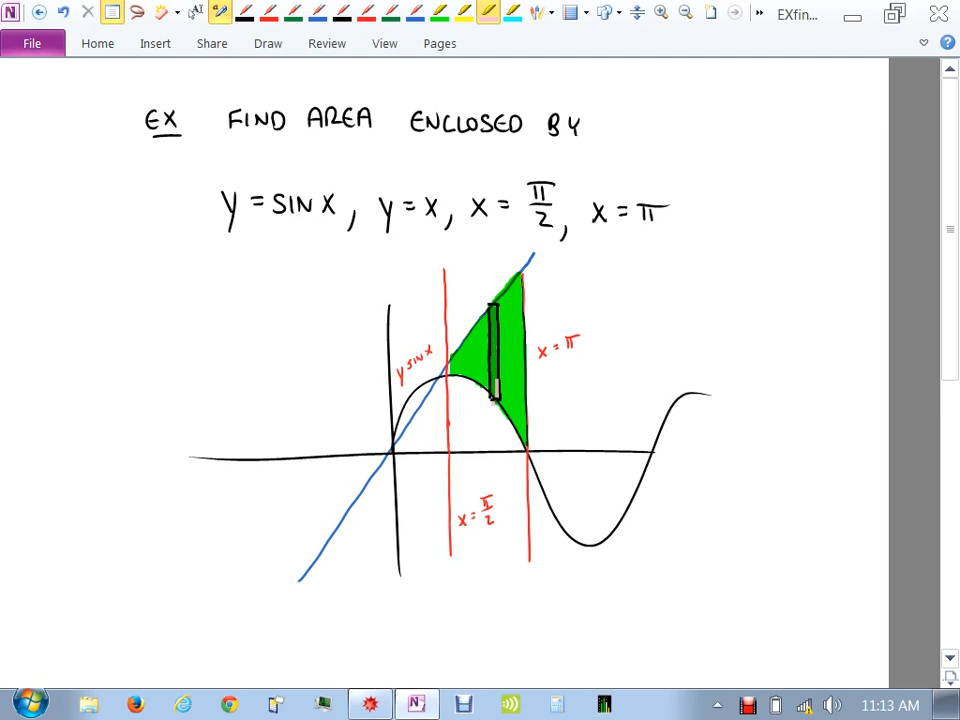 EXfin...
File Home Insert Share Draw Review View Pages
EX FIND AREA ENCLOSED BY
y = SIN X, y = X, X = π/2, X = π
y sin x
x = π
x = π/2
11:13 AM